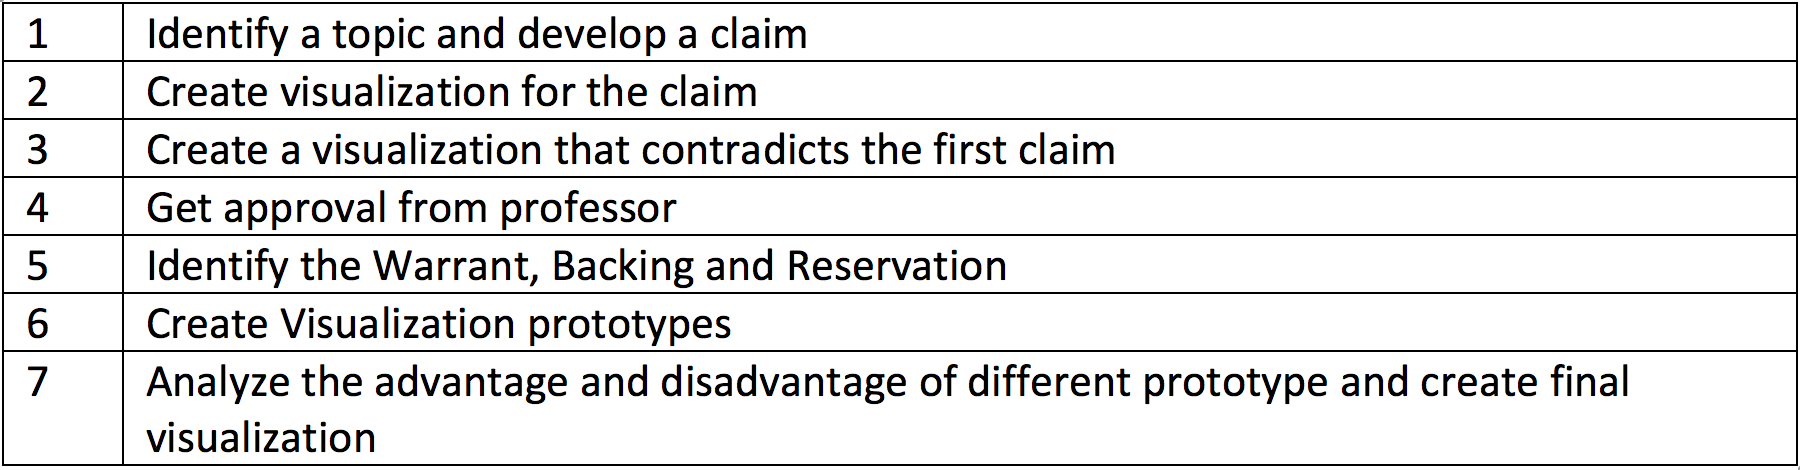 1 Identify a topic and develop a claim
2 Create visualization for the claim
3 Create a visualization that contradicts the first claim
4 Get approval from professor
5 Identify the Warrant, Backing and Reservation
6 Create Visualization prototypes
7 Analyze the advantage and disadvantage of different prototype and create final
visualization